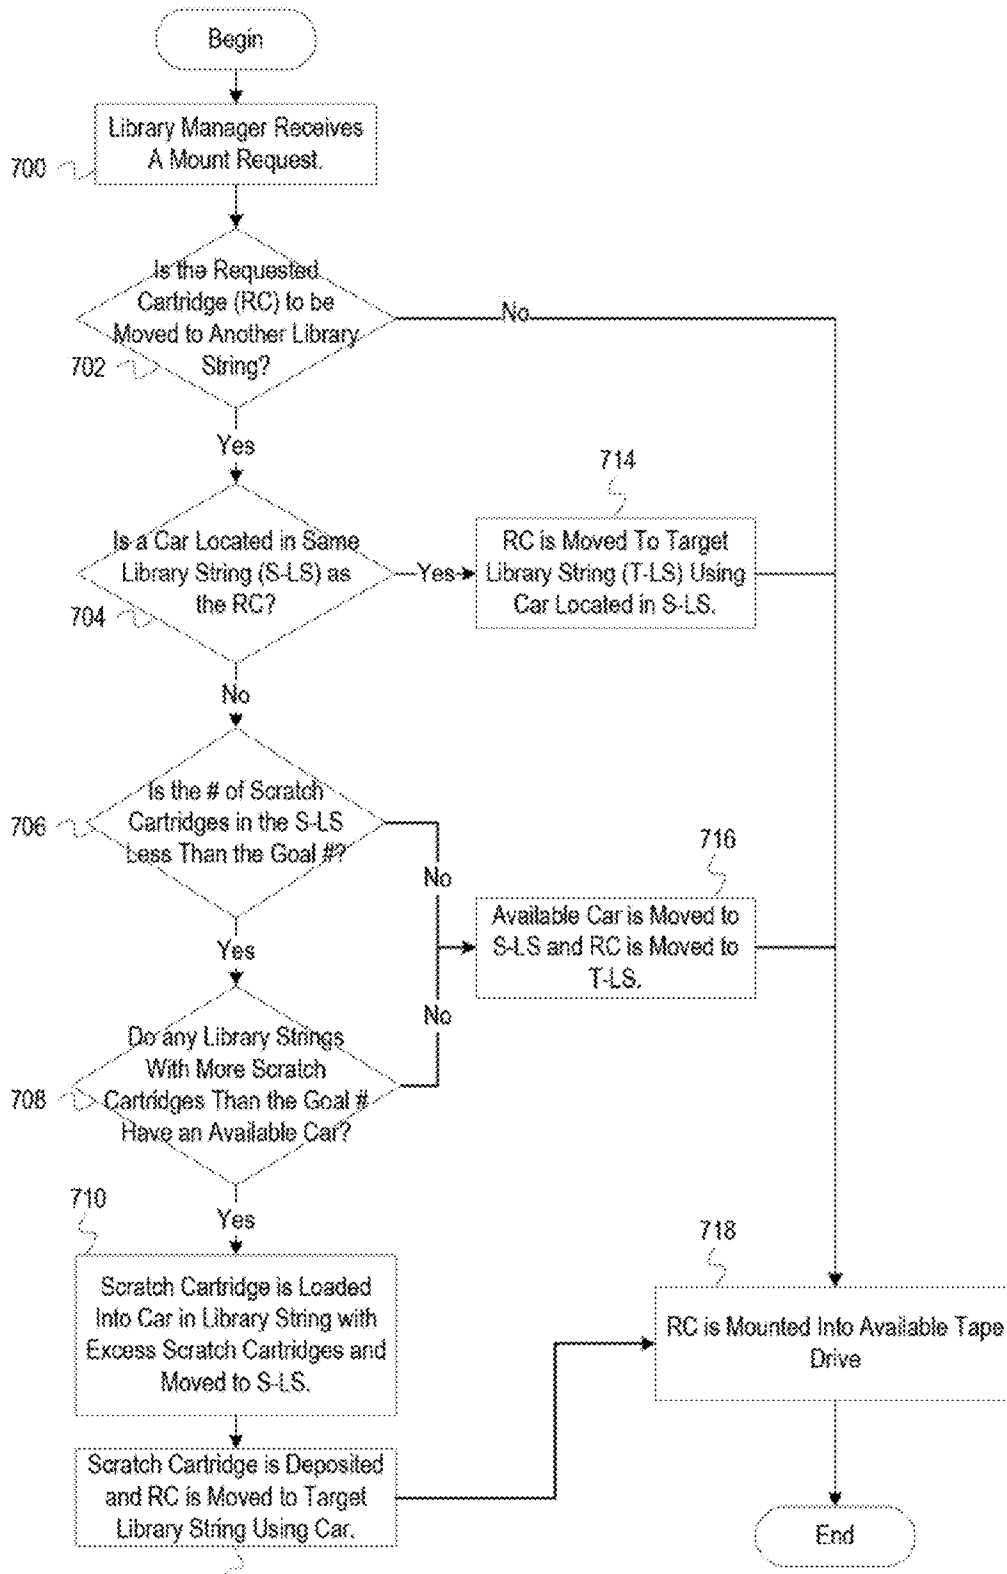 Begin
Library Manager Receives
A Mount Request.
700
Is the Requested
Cartridge (RC) to be
Moved to Another Library
String?
702
No
Yes
714
Is a Car Located in Same
Library String (S-LS) as
the RC?
704
Yes
RC is Moved To Target
Library String (T-LS) Using
Car Located in S-LS.
No
Is the # of Scratch
Cartridges in the S-LS
Less Than the Goal #?
706
No
716
Available Car is Moved to
S-LS and RC is Moved to
T-LS.
Yes
No
Do any Library Strings
With More Scratch
Cartridges Than the Goal #
Have an Available Car?
708
Yes
710
Scratch Cartridge is Loaded
Into Car in Library String with
Excess Scratch Cartridges and
Moved to S-LS.
718
RC is Mounted Into Available Tape
Drive
Scratch Cartridge is Deposited
and RC is Moved to Target
Library String Using Car.
End